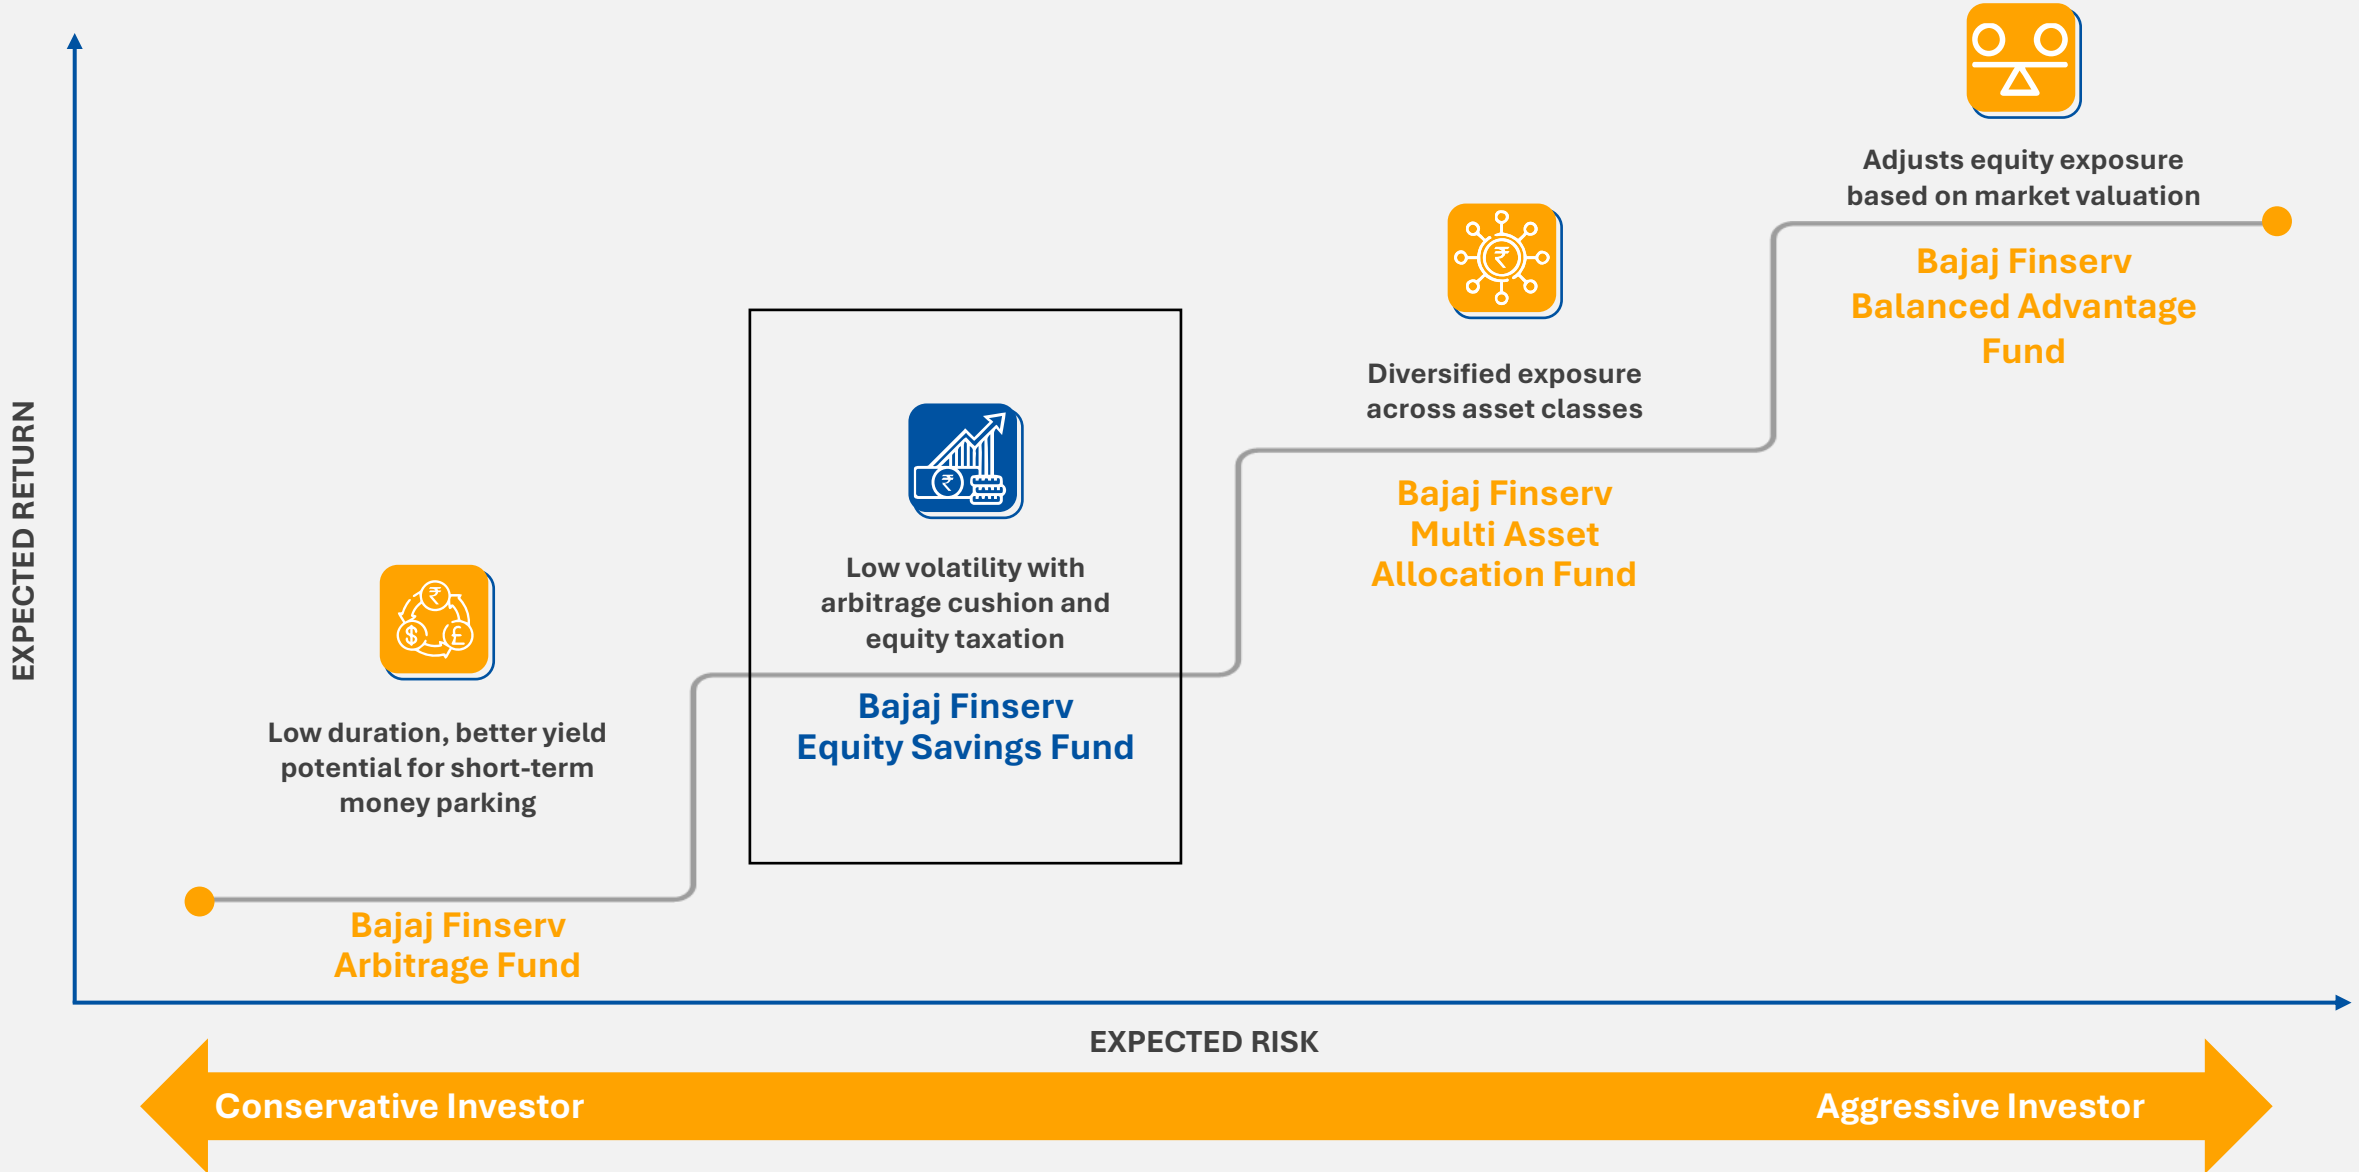 EXPECTED RETURN
Low duration, better yield
potential for short-term
money parking
Bajaj Finserv
Arbitrage Fund
Low volatility with
arbitrage cushion and
equity taxation
Bajaj Finserv
Equity Savings Fund
Diversified exposure
across asset classes
Bajaj Finserv
Multi Asset
Allocation Fund
Adjusts equity exposure
based on market valuation
Bajaj Finserv
Balanced Advantage
Fund
EXPECTED RISK
Conservative Investor
Aggressive Investor